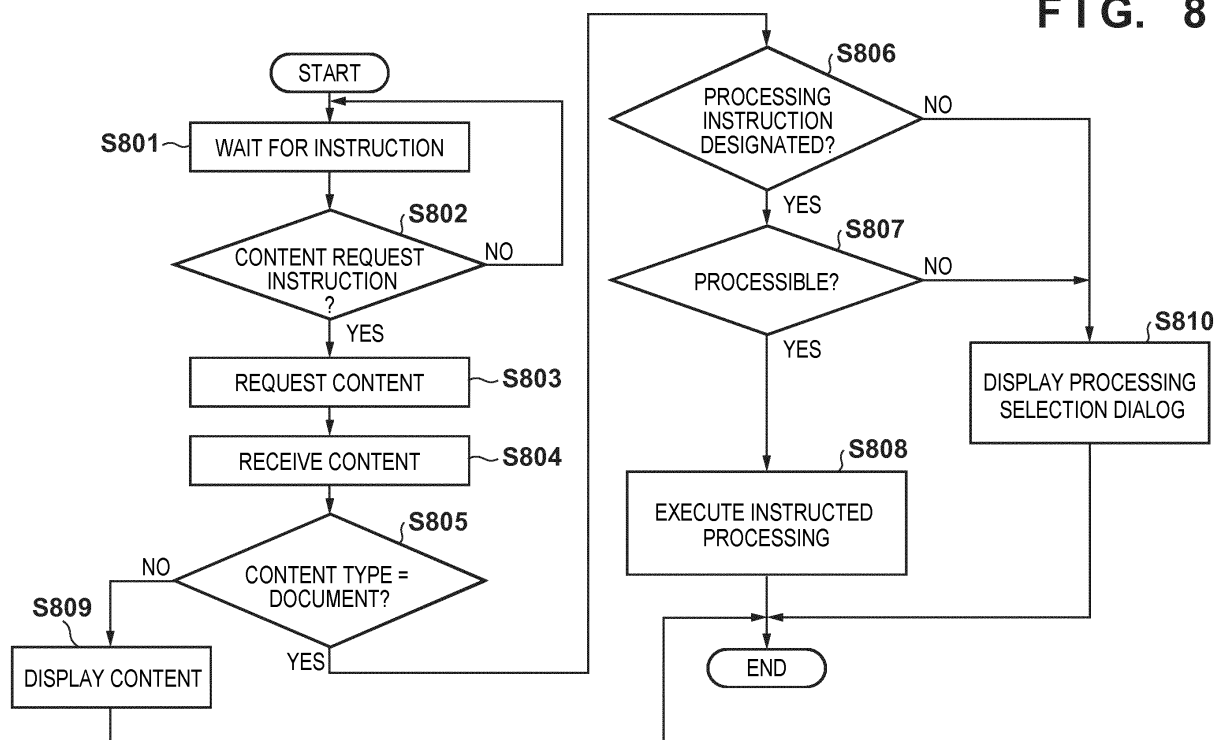 FIG. 8
START
S801
WAIT FOR INSTRUCTION
S802
CONTENT REQUEST
INSTRUCTION
?
NO
YES
REQUEST CONTENT
S803
RECEIVE CONTENT
S804
S805
CONTENT TYPE =
DOCUMENT?
NO
YES
S809
DISPLAY CONTENT
S806
PROCESSING
INSTRUCTION
DESIGNATED?
NO
YES
S807
PROCESSIBLE?
NO
YES
S808
EXECUTE INSTRUCTED
PROCESSING
S810
DISPLAY PROCESSING
SELECTION DIALOG
END